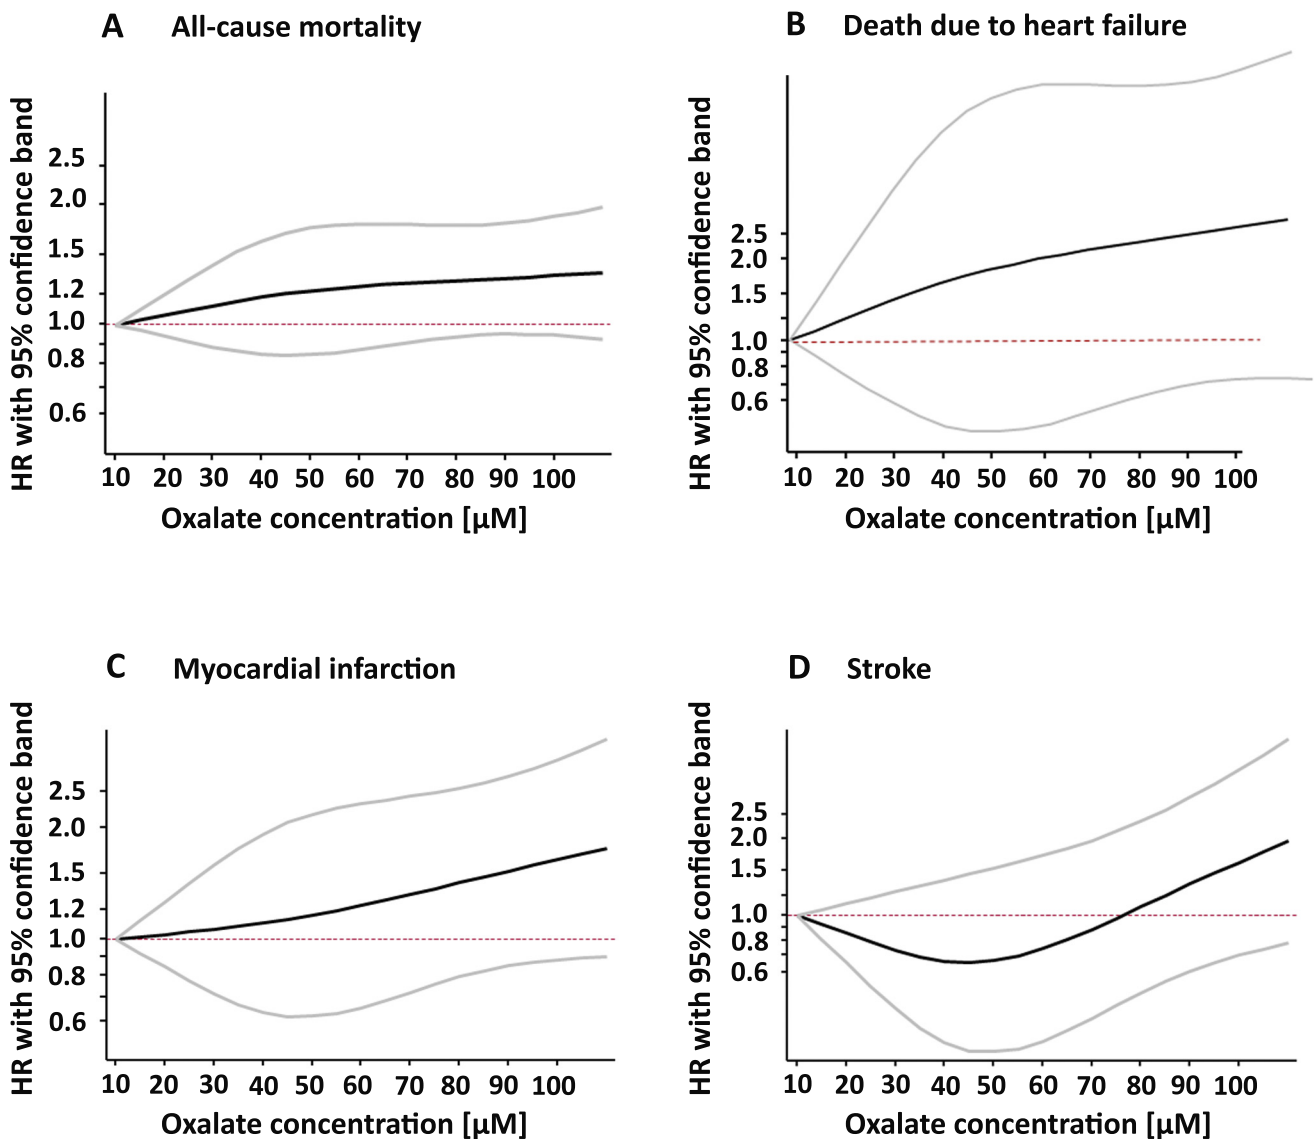 A All-cause mortality
HR with 95% confidence band
2.5
2.0
1.5
1.2
1.0
0.8
0.6
10 20 30 40 50 60 70 80 90 100
Oxalate concentration [µM]
B Death due to heart failure
HR with 95% confidence band
2.5
2.0
1.5
1.0
0.8
0.6
10 20 30 40 50 60 70 80 90 100
Oxalate concentration [µM]
C Myocardial infarction
HR with 95% confidence band
2.5
2.0
1.5
1.2
1.0
0.8
0.6
10 20 30 40 50 60 70 80 90 100
Oxalate concentration [µM]
D Stroke
HR with 95% confidence band
2.5
2.0
1.5
1.0
0.8
0.6
10 20 30 40 50 60 70 80 90 100
Oxalate concentration [µM]